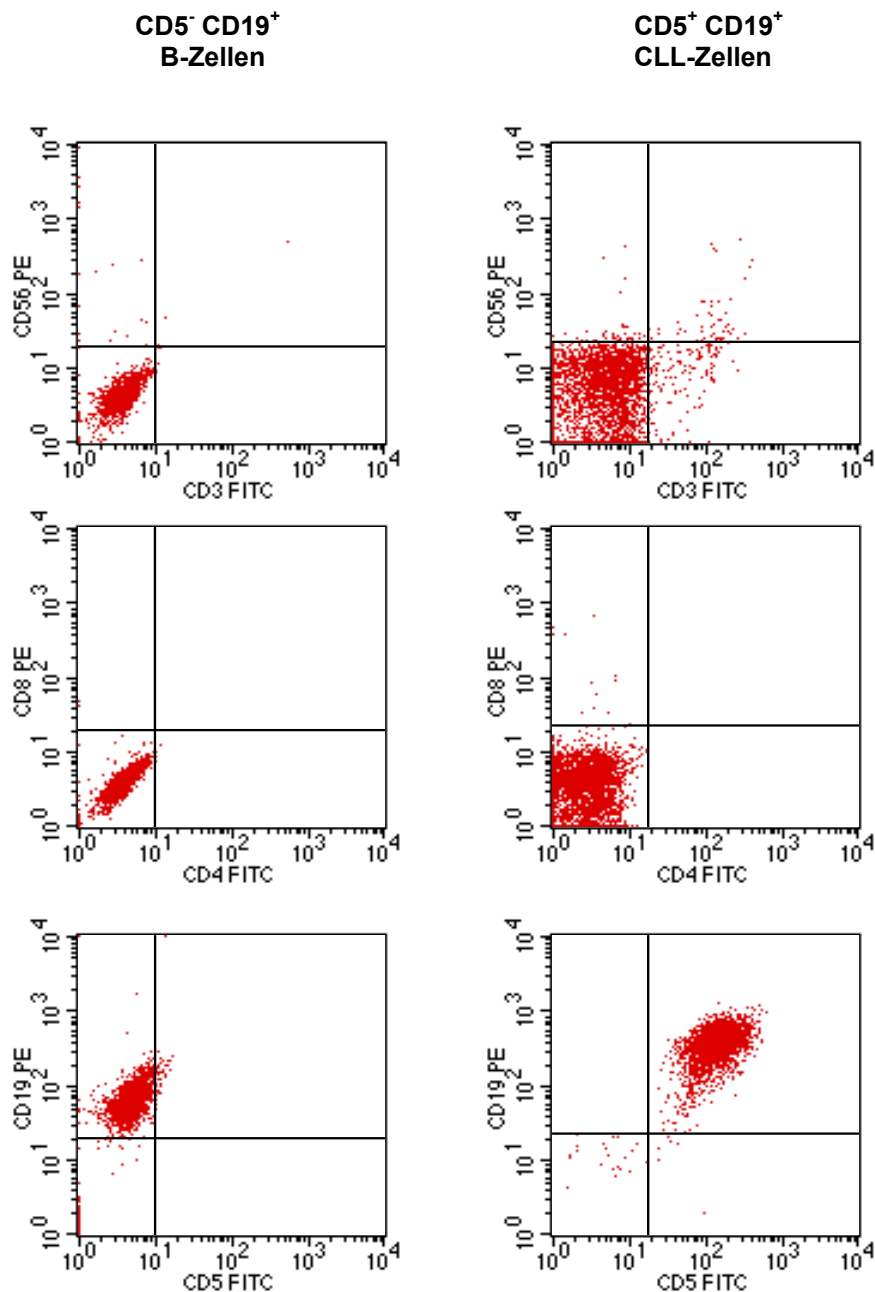 CD5⁻ CD19⁺
B-Zellen
CD5⁺ CD19⁺
CLL-Zellen
10⁴
10³
10²
10¹
10⁰
CD56 PE
10⁰ 10¹ 10² 10³ 10⁴
CD3 FITC
10⁴
10³
10²
10¹
10⁰
CD56 PE
10⁰ 10¹ 10² 10³ 10⁴
CD3 FITC
10⁴
10³
10²
10¹
10⁰
CD8 PE
10⁰ 10¹ 10² 10³ 10⁴
CD4 FITC
10⁴
10³
10²
10¹
10⁰
CD8 PE
10⁰ 10¹ 10² 10³ 10⁴
CD4 FITC
10⁴
10³
10²
10¹
10⁰
CD19 PE
10⁰ 10¹ 10² 10³ 10⁴
CD5 FITC
10⁴
10³
10²
10¹
10⁰
CD19 PE
10⁰ 10¹ 10² 10³ 10⁴
CD5 FITC